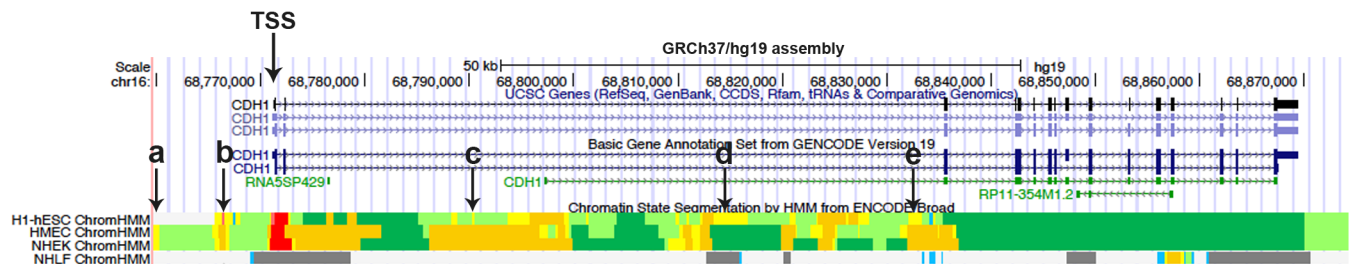 TSS
GRCh37/hg19 assembly
Scale 50 kb hg19
chr16: 68,770,000 68,780,000 68,790,000 68,800,000 68,810,000 68,820,000 68,830,000 68,840,000 68,850,000 68,860,000 68,870,000
UCSC Genes (RefSeq, GenBank, CCDS, Rfam, tRNAs & Comparative Genomics)
CDH1
CDH1
CDH1
Basic Gene Annotation Set from GENCODE Version 19
a b c d e
CDH1
CDH1
RNA5SP429 CDH1
RP11-354M1.2
Chromatin State Segmentation by HMM from ENCODE/Broad
H1-hESC ChromHMM
HMEC ChromHMM
NHEK ChromHMM
NHLF ChromHMM